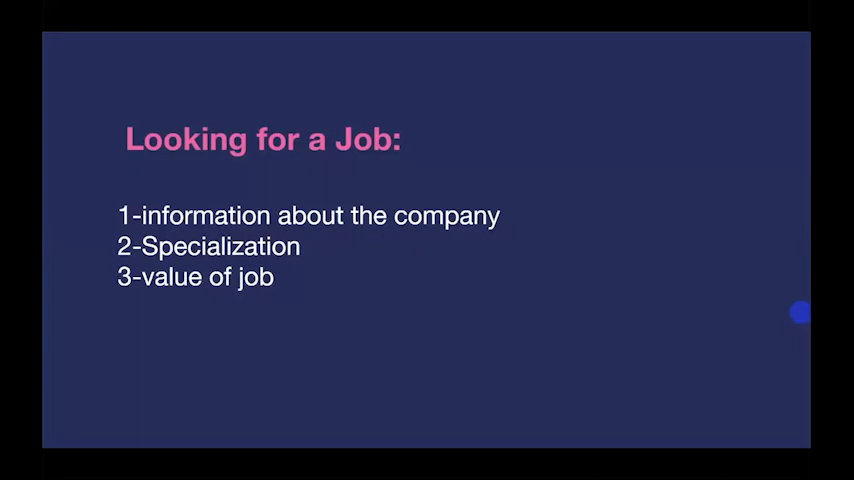 Looking for a Job:
1-information about the company
2-Specialization
3-value of job